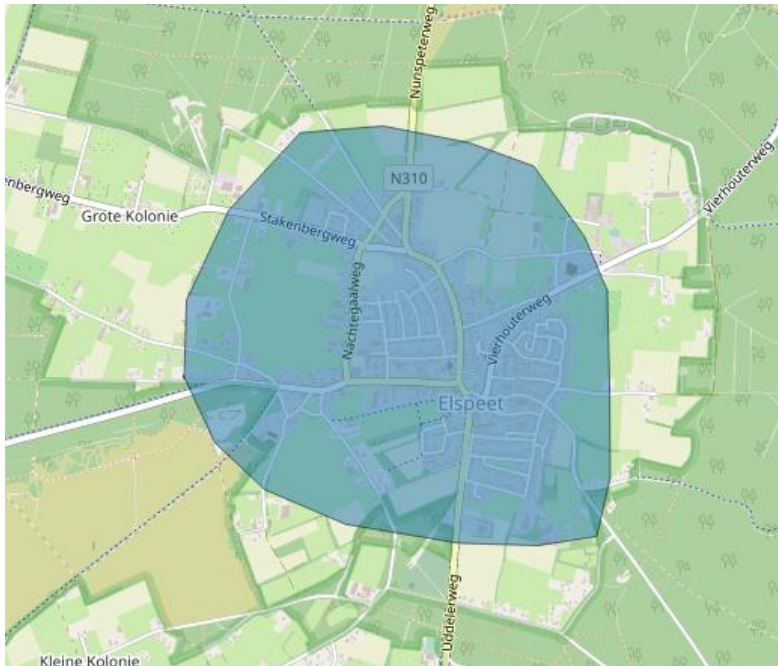 Nunspeterweg
N310
Vierhouterweg
enbergweg
Grote Kolonie
Stakenbergweg
Nachtegaalweg
Vierhouterweg
Elspeet
Uddelerweg
Kleine Kolonie